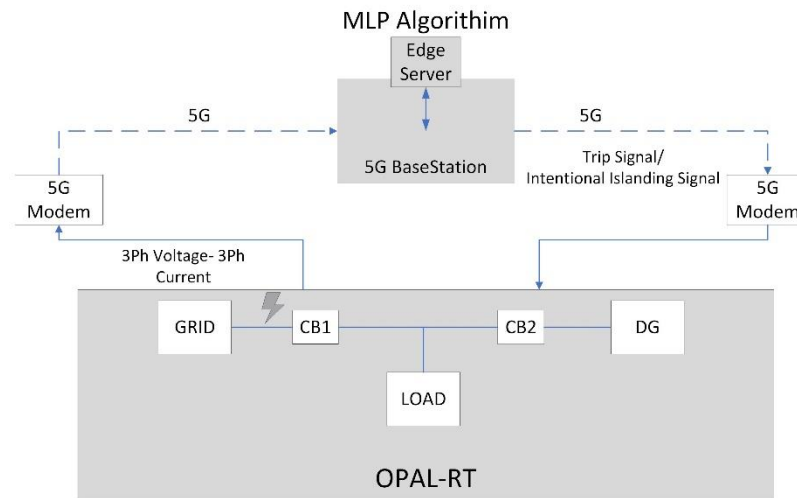 MLP Algorithim
Edge
Server
5G
5G
5G BaseStation
Trip Signal/
Intentional Islanding Signal
5G
Modem
5G
Modem
3Ph Voltage- 3Ph
Current
GRID
CB1
CB2
DG
LOAD
OPAL-RT